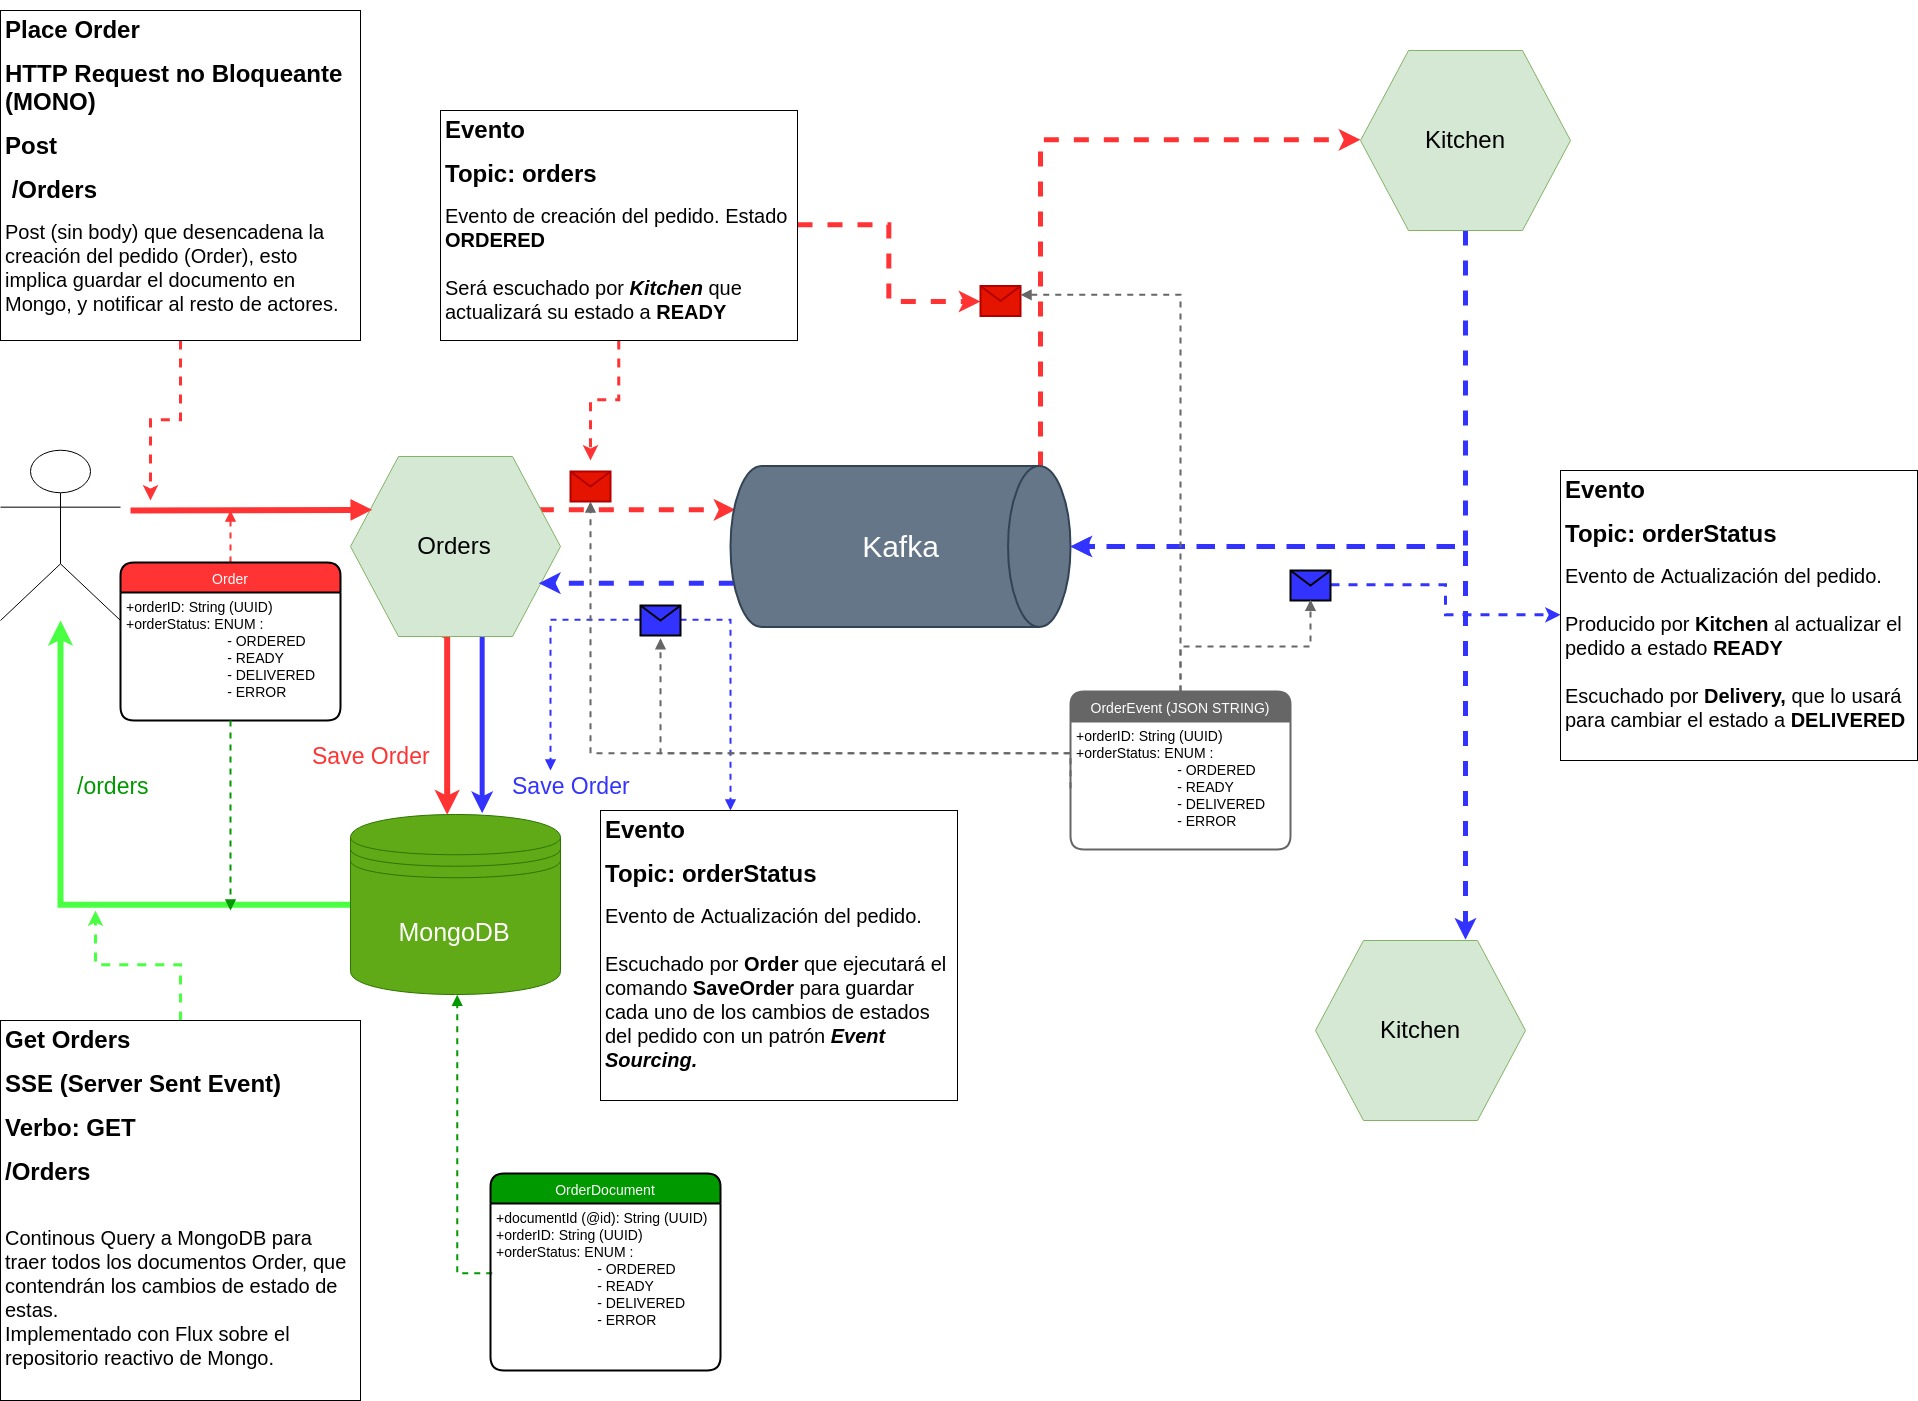 Place Order
HTTP Request no Bloqueante
(MONO)
Post
/Orders
Post (sin body) que desencadena la
creación del pedido (Order), esto
implica guardar el documento en
Mongo, y notificar al resto de actores.
Evento
Topic: orders
Evento de creación del pedido. Estado
ORDERED
Será escuchado por Kitchen que
actualizará su estado a READY
Kitchen
Orders
Kafka
Order
+orderID: String (UUID)
+orderStatus: ENUM :
- ORDERED
- READY
- DELIVERED
- ERROR
Evento
Topic: orderStatus
Evento de Actualización del pedido.
Producido por Kitchen al actualizar el
pedido a estado READY
Escuchado por Delivery, que lo usará
para cambiar el estado a DELIVERED
OrderEvent (JSON STRING)
+orderID: String (UUID)
+orderStatus: ENUM :
- ORDERED
- READY
- DELIVERED
- ERROR
Save Order
/orders
Save Order
MongoDB
Evento
Topic: orderStatus
Evento de Actualización del pedido.
Escuchado por Order que ejecutará el
comando SaveOrder para guardar
cada uno de los cambios de estados
del pedido con un patrón Event
Sourcing.
Kitchen
Get Orders
SSE (Server Sent Event)
Verbo: GET
/Orders
Continous Query a MongoDB para
traer todos los documentos Order, que
contendrán los cambios de estado de
estas.
Implementado con Flux sobre el
repositorio reactivo de Mongo.
OrderDocument
+documentId (@id): String (UUID)
+orderID: String (UUID)
+orderStatus: ENUM :
- ORDERED
- READY
- DELIVERED
- ERROR